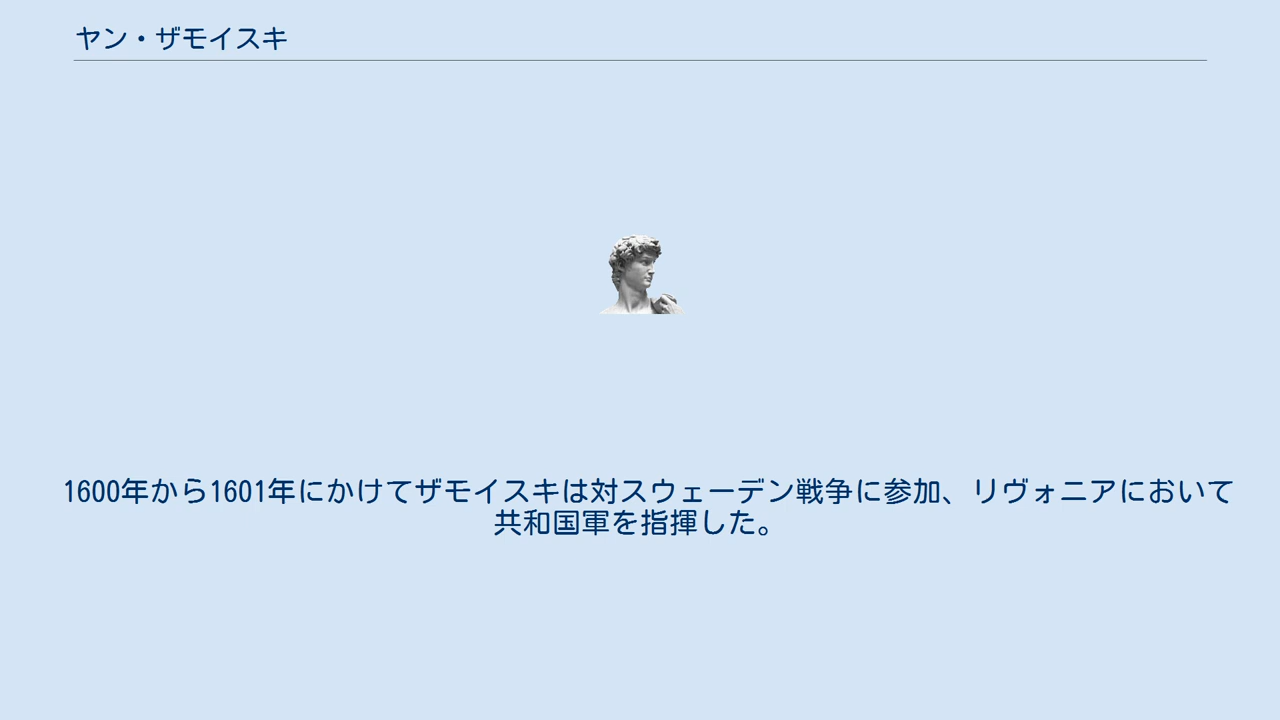 ヤン・ザモイスキ
1600年から1601年にかけてザモイスキは対スウェーデン戦争に参加、リヴォニアにおいて
共和国軍を指揮した。